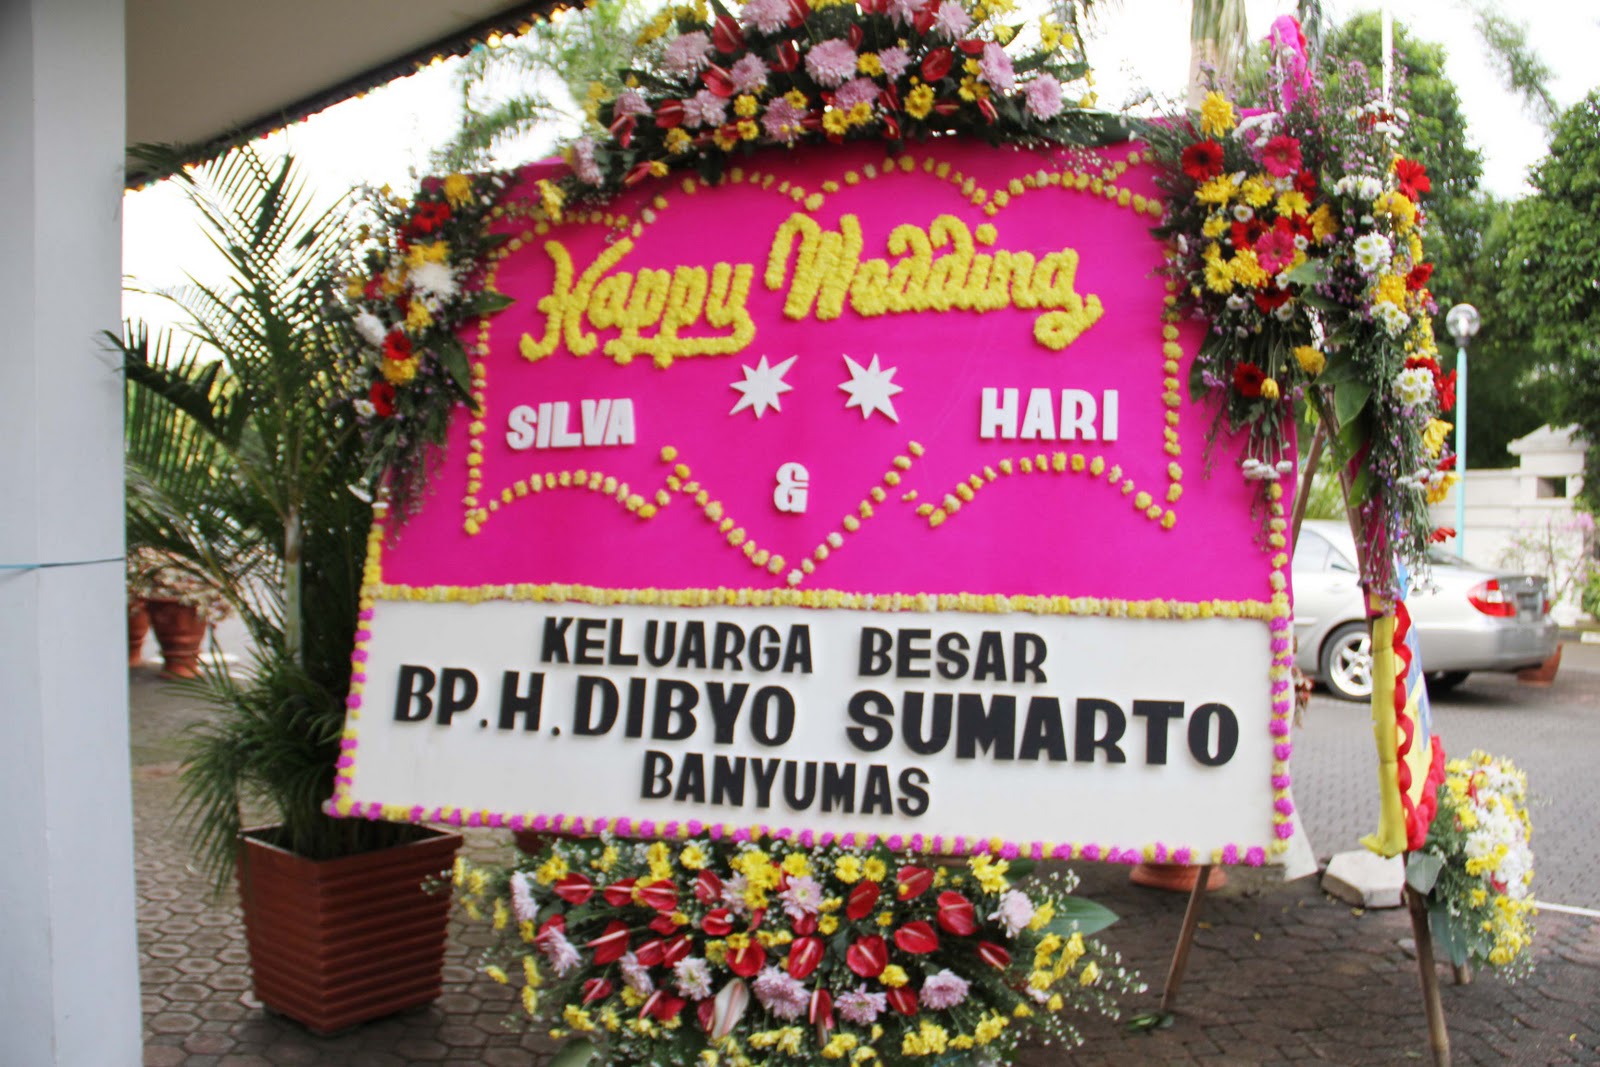 Happy Wedding
SILVA HARI
&
KELUARGA BESAR
BP. H. DIBYO SUMARTO
BANYUMAS